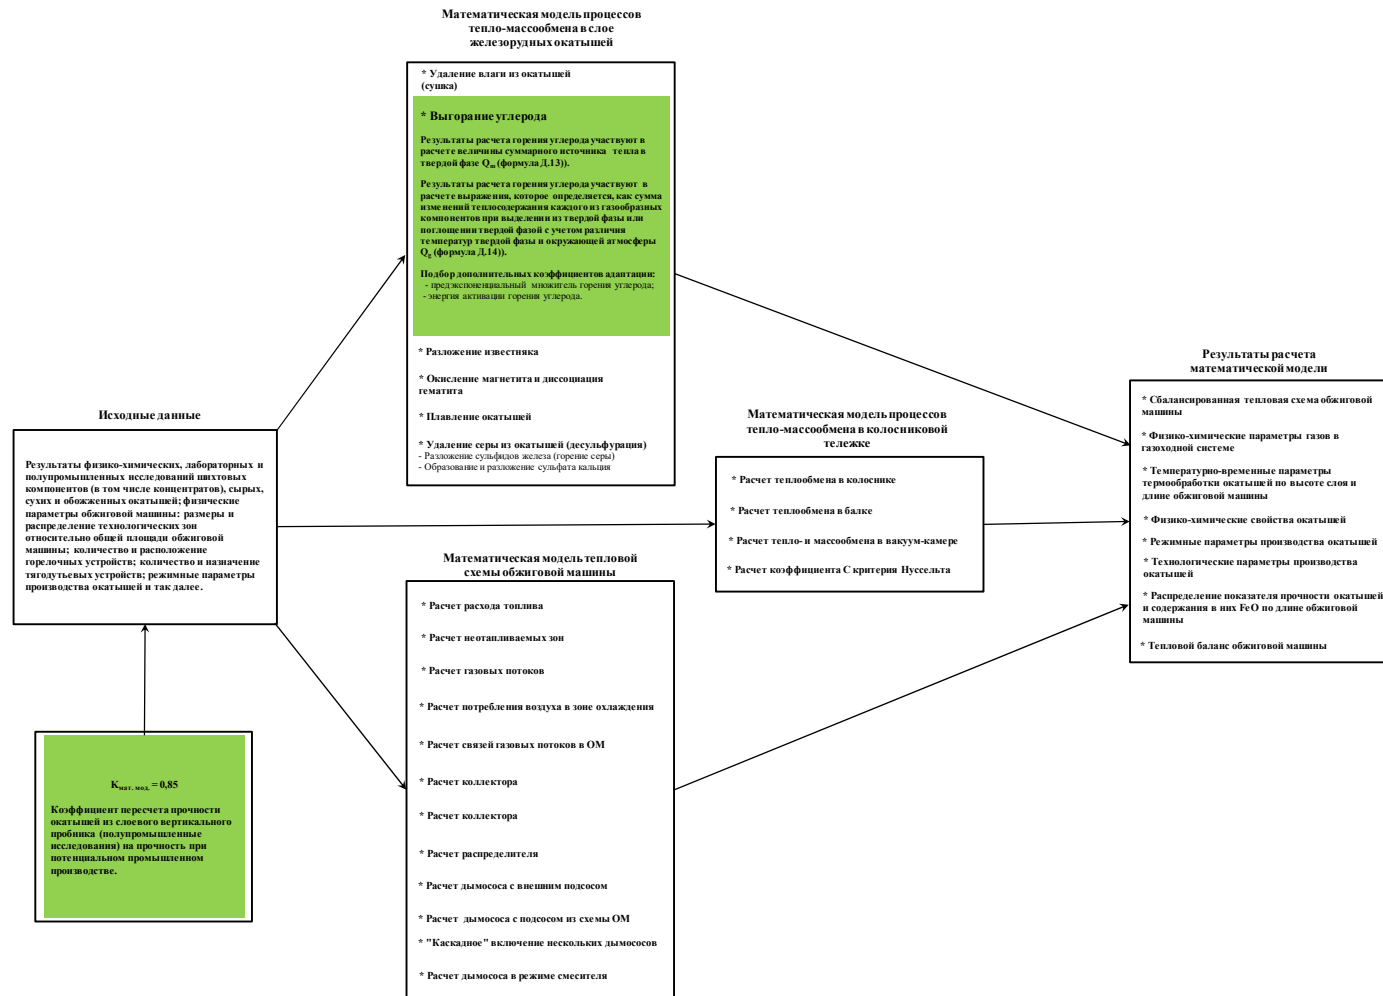 Математическая модель процессов
тепло-массообмена в слое
железорудных окатышей
* Удаление влаги из окатышей
(сушка)
* Выгорание углерода
Результаты расчета горения углерода участвуют в
расчете величины суммарного источника тепла в
твердой фазе Qm (формула Д.13)).
Результаты расчета горения углерода участвуют в
расчете выражения, которое определяется, как сумма
изменений теплосодержания каждого из газообразных
компонентов при выделении из твердой фазы или
поглощении твердой фазой с учетом различия
температур твердой фазы и окружающей атмосферы
Qg (формула Д.14)).
Подбор дополнительных коэффициентов адаптации:
- предэкспоненциальный множитель горения углерода;
- энергия активации горения углерода.
* Разложение известняка
* Окисление магнетита и диссоциация
гематита
* Плавление окатышей
* Удаление серы из окатышей (десульфурация)
- Разложение сульфидов железа (горение серы)
- Образование и разложение сульфата кальция
Исходные данные
Результаты физико-химических, лабораторных и
полупромышленных исследований шихтовых
компонентов (в том числе концентратов), сырых,
сухих и обожженных окатышей; физические
параметры обжиговой машины: размеры и
распределение технологических зон
относительно общей площади обжиговой
машины; количество и расположение
горелочных устройств; количество и назначение
тягодутьевых устройств; режимные параметры
производства окатышей и так далее.
Kмат. мод. = 0,85
Коэффициент пересчета прочности
окатышей из слоевого вертикального
пробника (полупромышленные
исследования) на прочность при
потенциальном промышленном
производстве.
Математическая модель тепловой
схемы обжиговой машины
* Расчет расхода топлива
* Расчет неотапливаемых зон
* Расчет газовых потоков
* Расчет потребления воздуха в зоне охлаждения
* Расчет связей газовых потоков в ОМ
* Расчет коллектора
* Расчет коллектора
* Расчет распределителя
* Расчет дымососа с внешним подсосом
* Расчет дымососа с подсосом из схемы ОМ
* "Каскадное" включение нескольких дымососов
* Расчет дымососа в режиме смесителя
Математическая модель процессов
тепло-массообмена в колосниковой
тележке
* Расчет теплообмена в колоснике
* Расчет теплообмена в балке
* Расчет тепло- и массообмена в вакуум-камере
* Расчет коэффициента С критерия Нуссельта
Результаты расчета
математической модели
* Сбалансированная тепловая схема обжиговой
машины
* Физико-химические параметры газов в
газоходной системе
* Температурно-временные параметры
термообработки окатышей по высоте слоя и
длине обжиговой машины
* Физико-химические свойства окатышей
* Режимные параметры производства окатышей
* Технологические параметры производства
окатышей
* Распределение показателя прочности окатышей
и содержания в них FeO по длине обжиговой
машины
* Тепловой баланс обжиговой машины